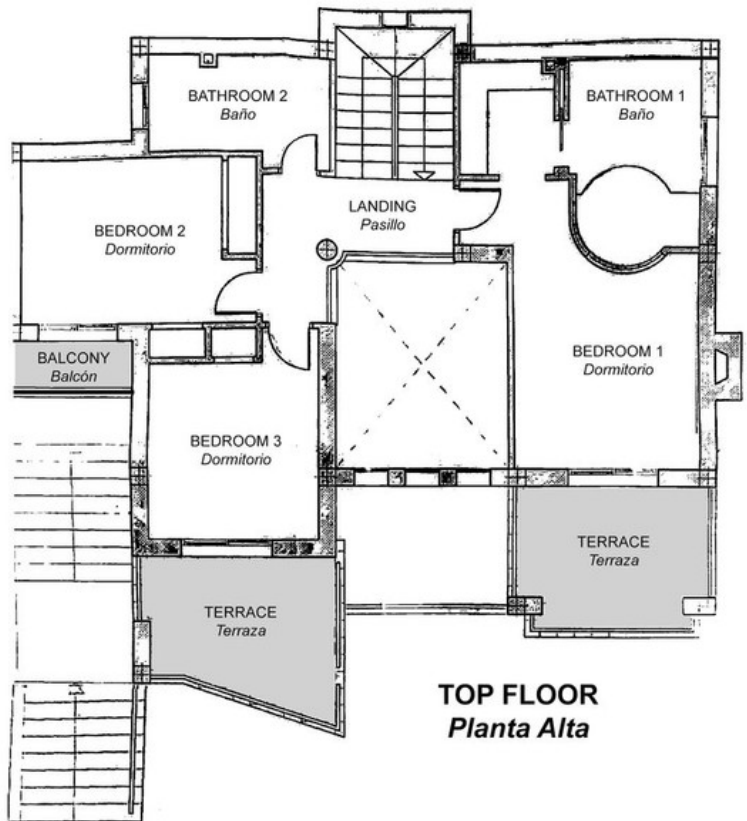 BATHROOM 2
Baño
BATHROOM 1
Baño
LANDING
Pasillo
BEDROOM 2
Dormitorio
BALCONY
Balcón
BEDROOM 1
Dormitorio
BEDROOM 3
Dormitorio
TERRACE
Terraza
TERRACE
Terraza
TOP FLOOR
Planta Alta